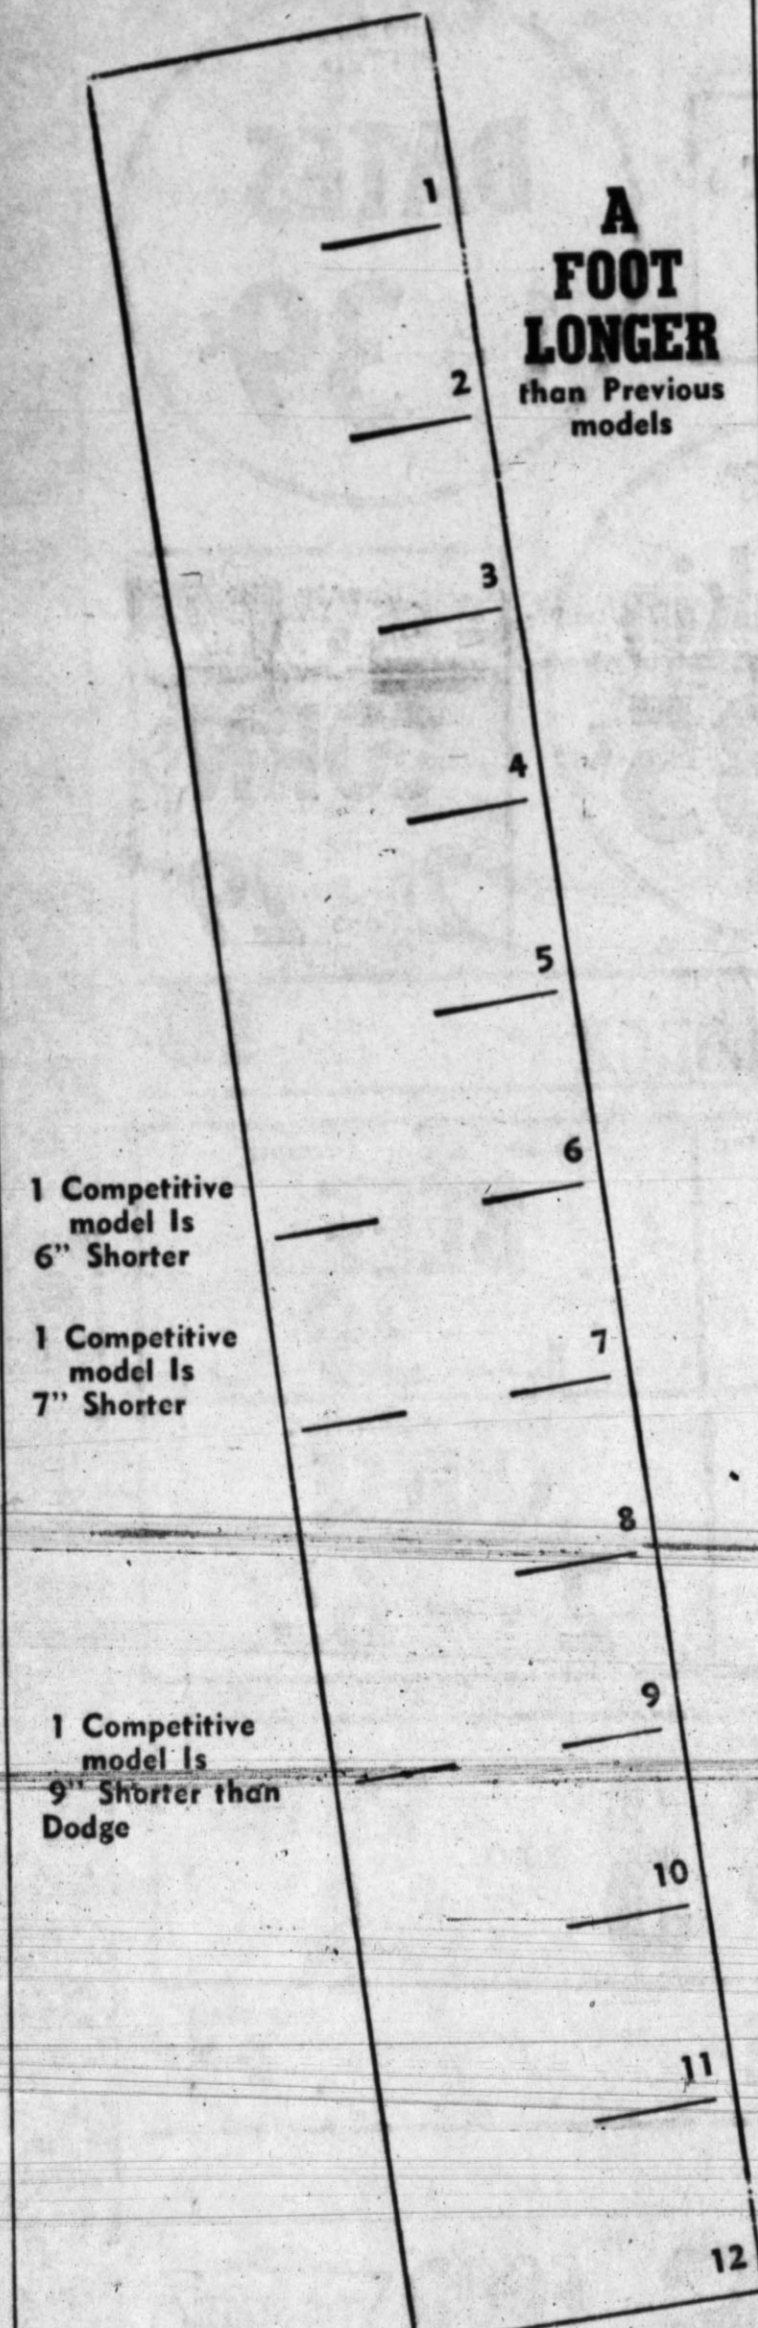 1
A
FOOT
LONGER
than Previous
models
2
3
4
5
6
1 Competitive
model Is
6" Shorter
7
1 Competitive
model Is
7" Shorter
8
9
1 Competitive
model Is
9" Shorter than
Dodge
10
11
12